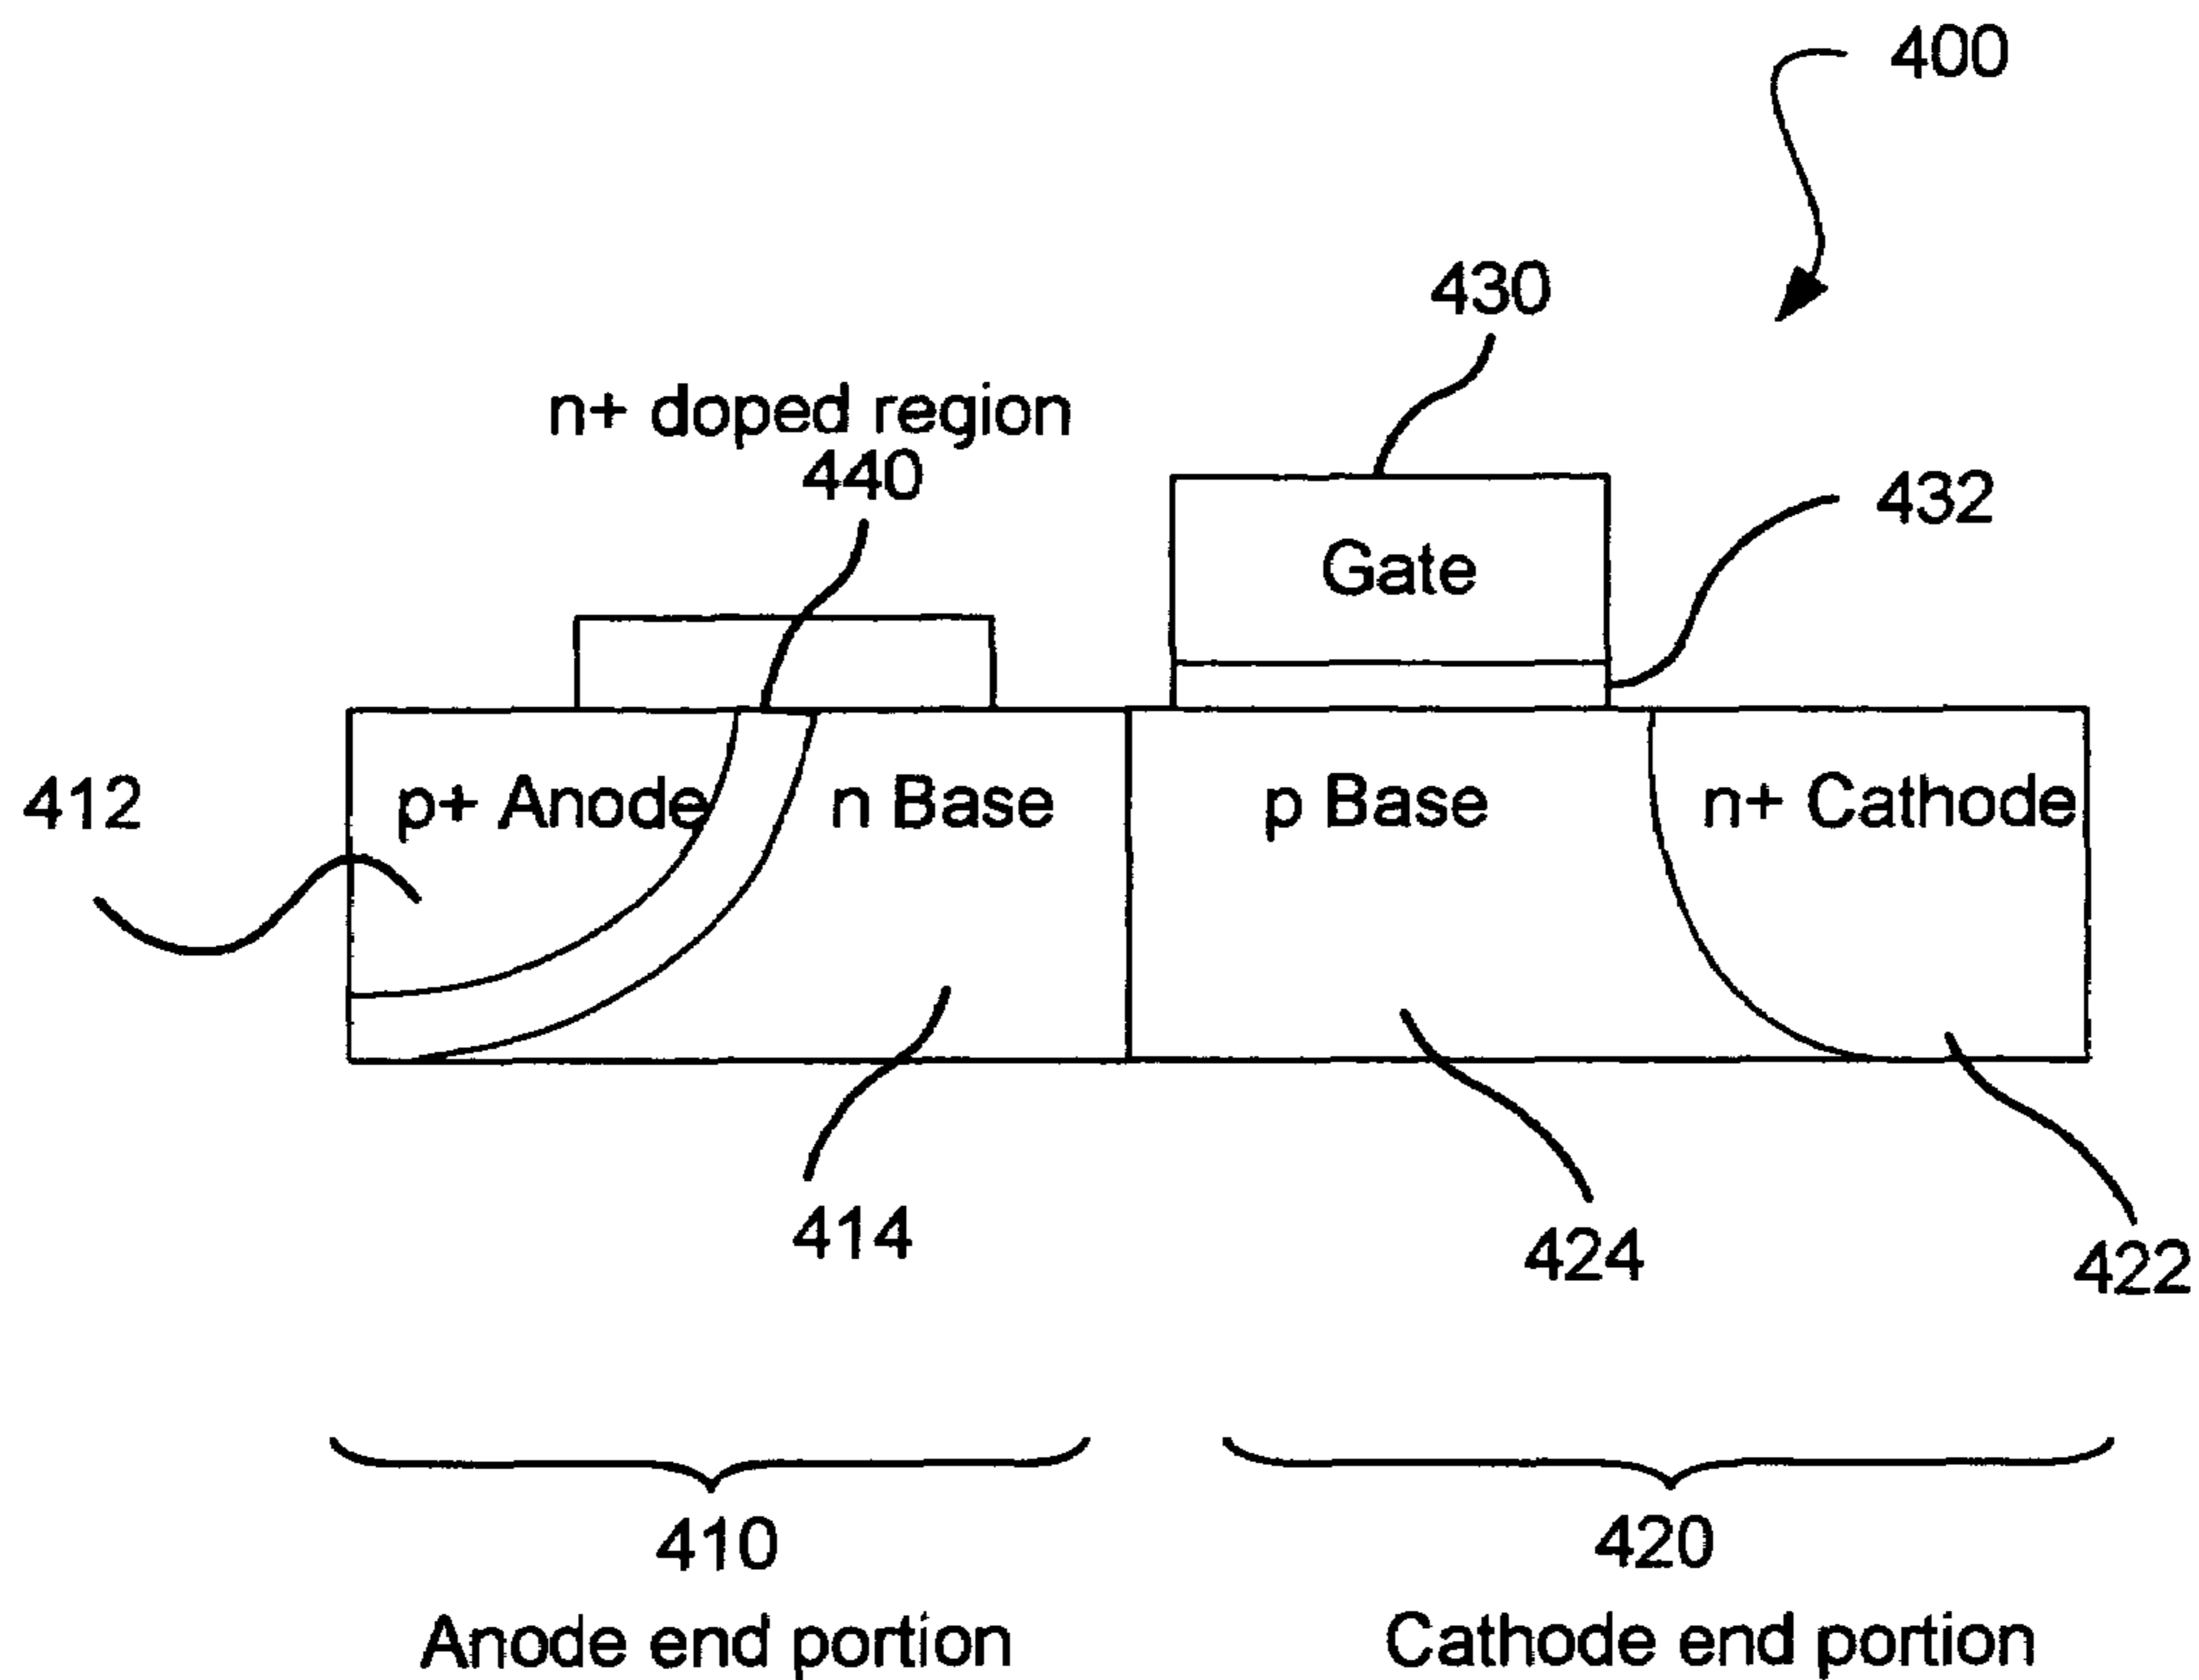 400
430
n+ doped region
440
432
Gate
412
p+ Anode
n Base
p Base
n+ Cathode
414
424
422
410
420
Anode end portion
Cathode end portion